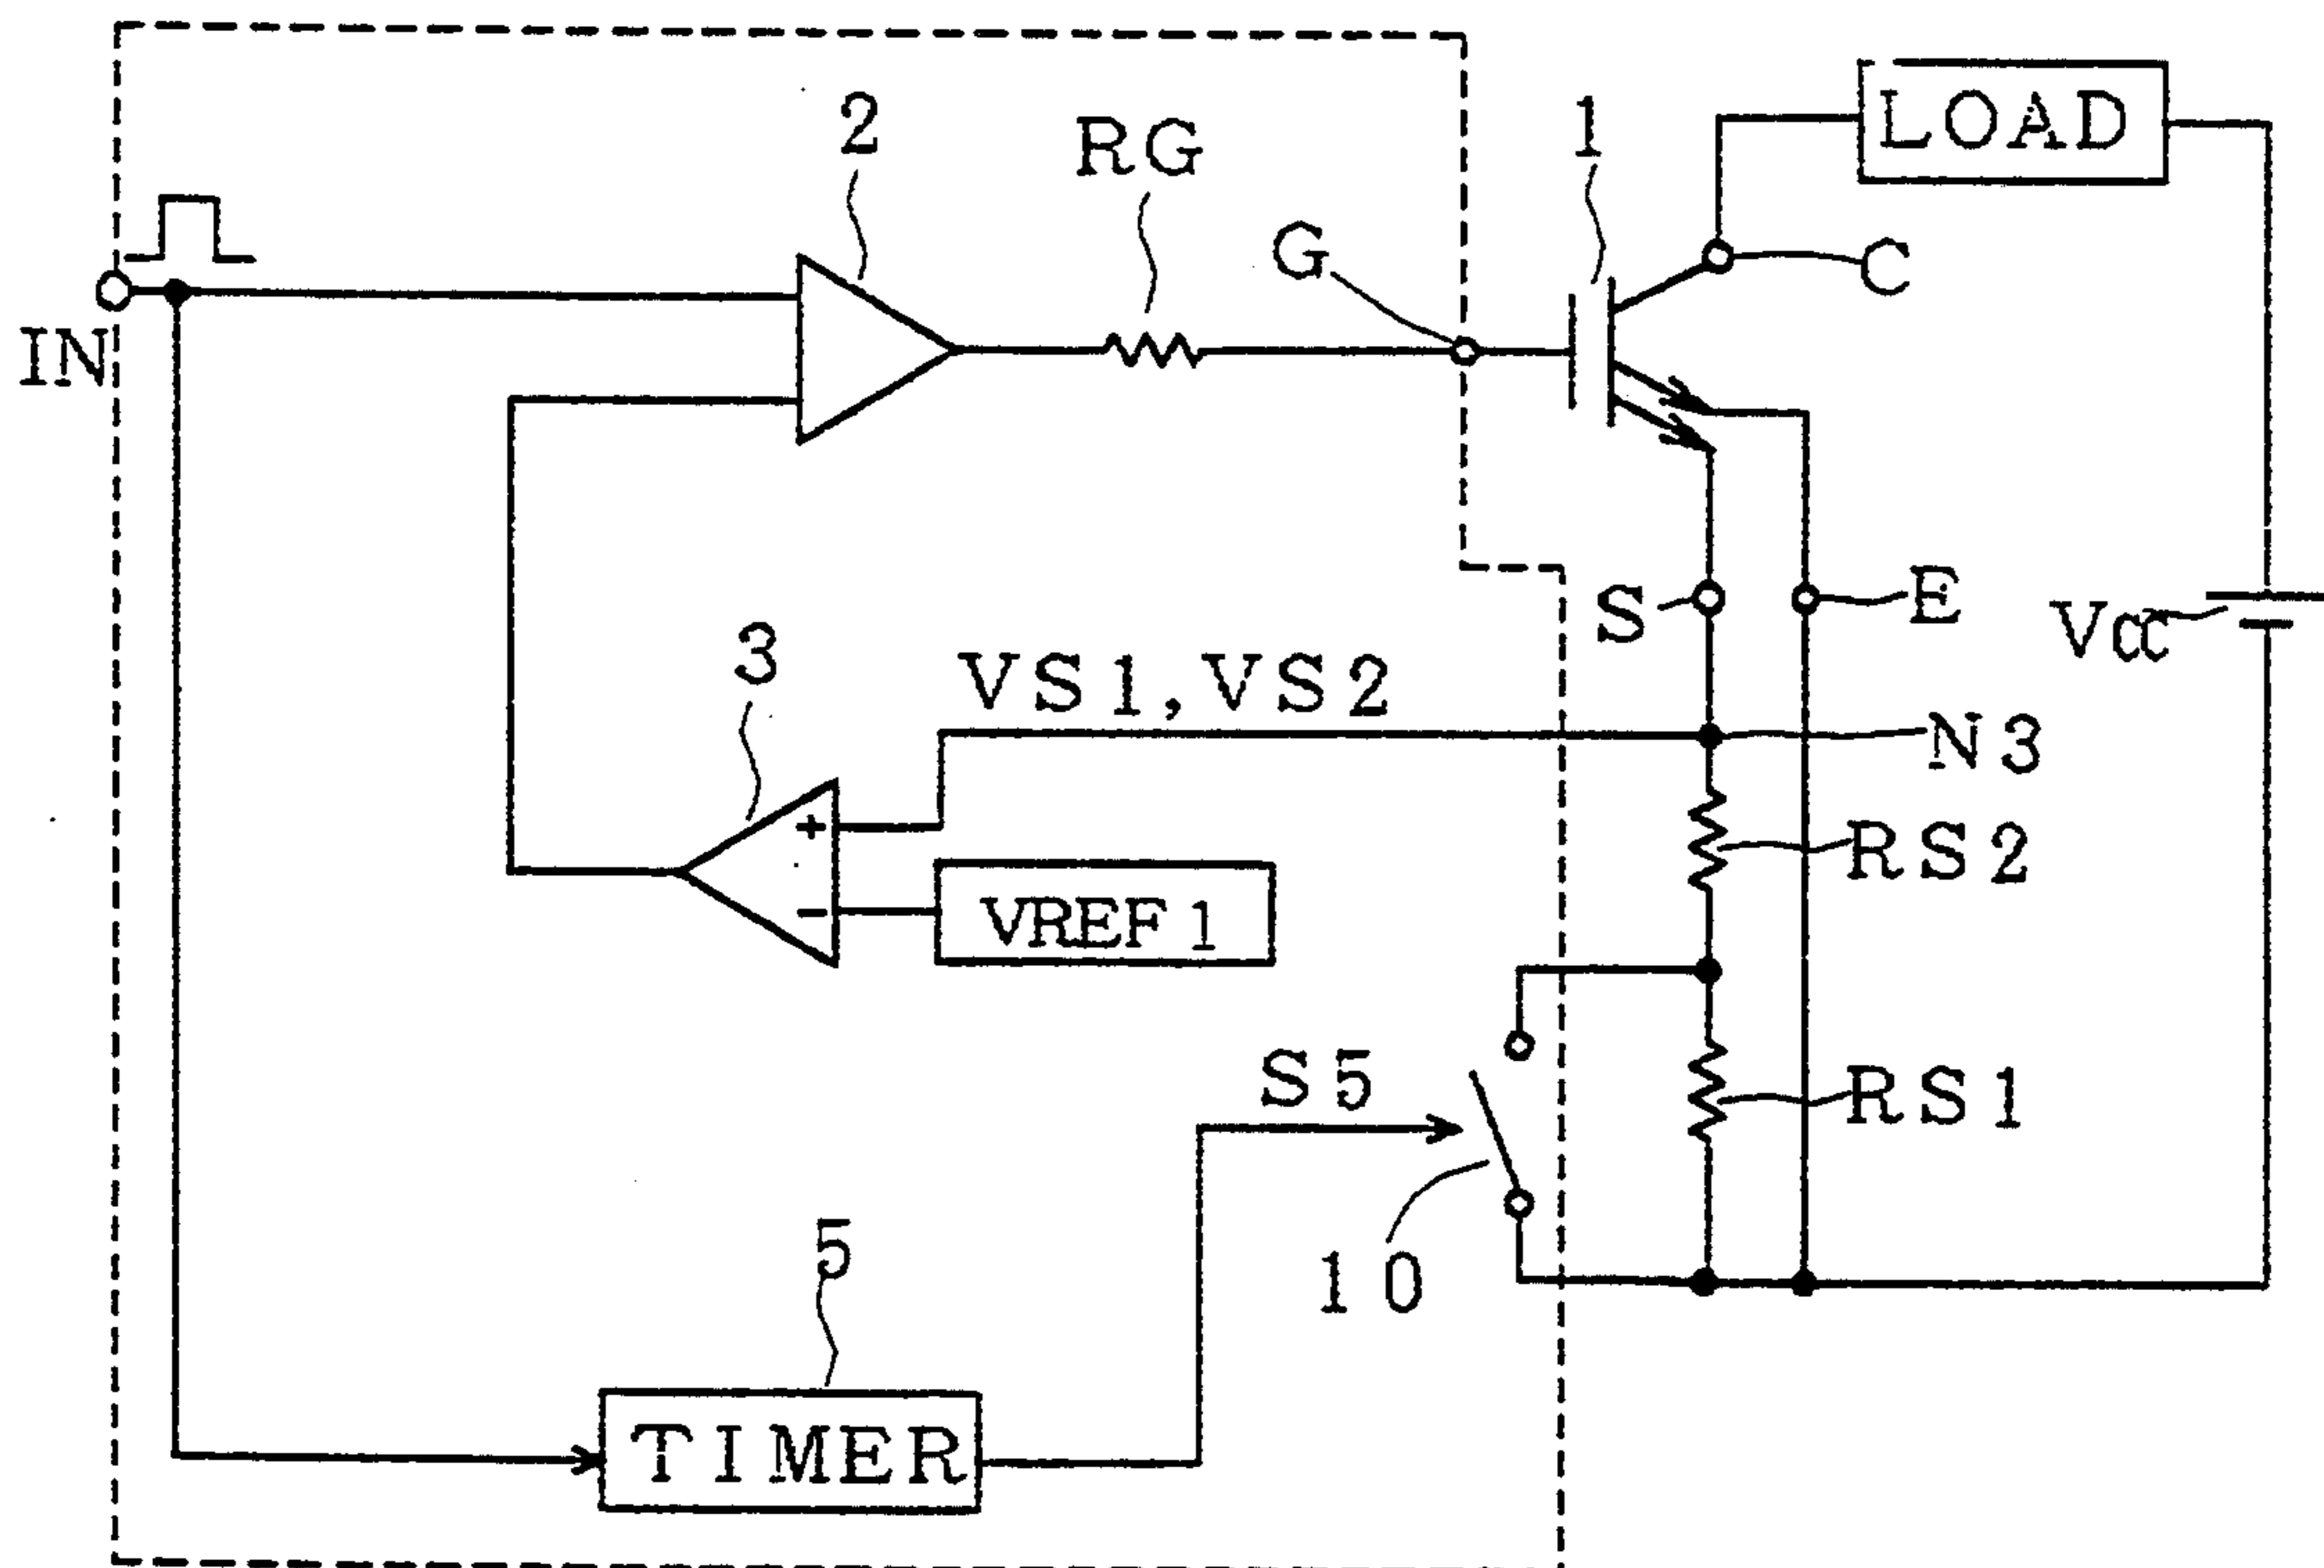 LOAD
2
RG
1
G
C
IN
S
E
Vcc
3
VS1, VS2
N3
RS2
VREF1
S5
RS1
5
10
TIMER
+
−